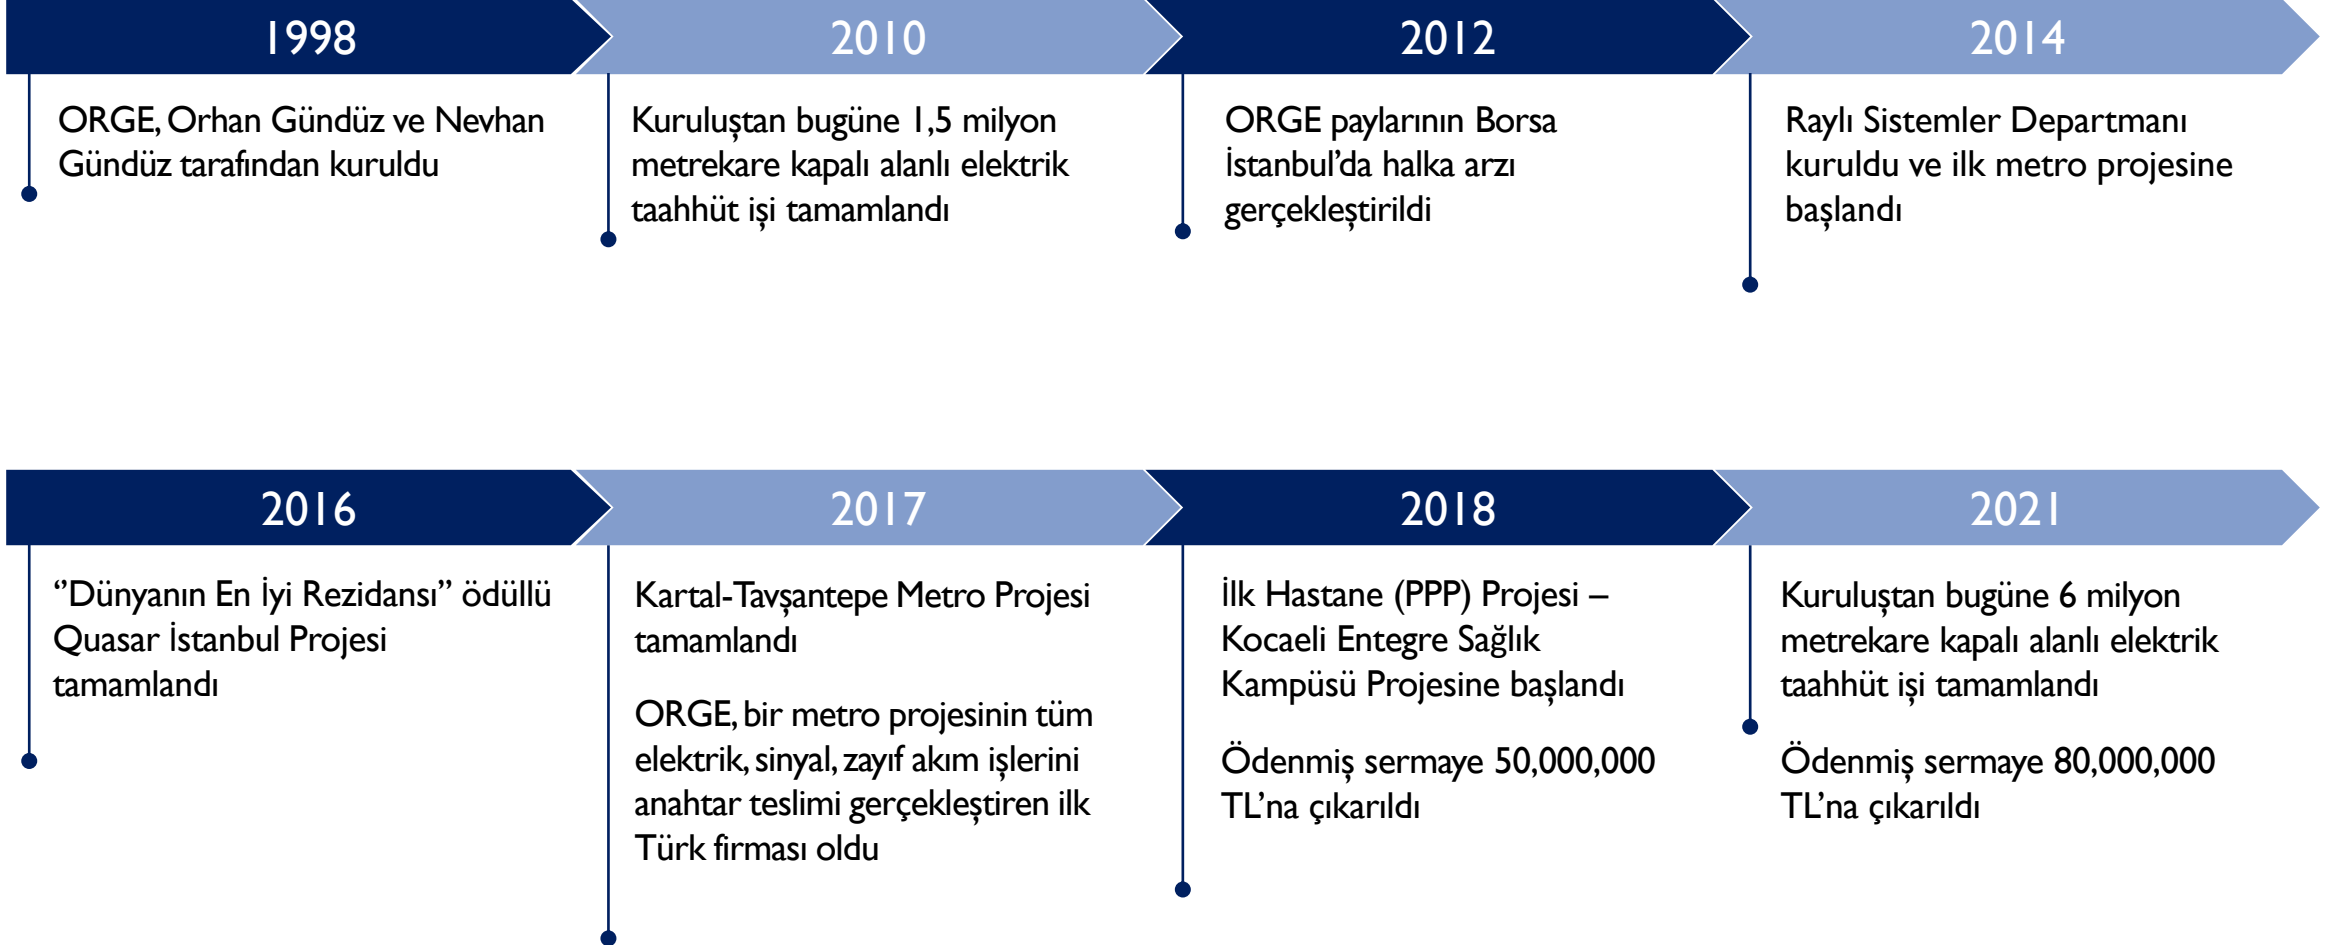 1998
ORGE, Orhan Gündüz ve Nevhan
Gündüz tarafından kuruldu
2010
Kuruluştan bugüne 1,5 milyon
metrekare kapalı alanlı elektrik
taahhüt işi tamamlandı
2012
ORGE paylarının Borsa
İstanbul’da halka arzı
gerçekleştirildi
2014
Raylı Sistemler Departmanı
kuruldu ve ilk metro projesine
başlandı
2016
‘’Dünyanın En İyi Rezidansı’’ ödüllü
Quasar İstanbul Projesi
tamamlandı
2017
Kartal-Tavşantepe Metro Projesi
tamamlandı
ORGE, bir metro projesinin tüm
elektrik, sinyal, zayıf akım işlerini
anahtar teslimi gerçekleştiren ilk
Türk firması oldu
2018
İlk Hastane (PPP) Projesi –
Kocaeli Entegre Sağlık
Kampüsü Projesine başlandı
Ödenmiş sermaye 50,000,000
TL’na çıkarıldı
2021
Kuruluştan bugüne 6 milyon
metrekare kapalı alanlı elektrik
taahhüt işi tamamlandı
Ödenmiş sermaye 80,000,000
TL’na çıkarıldı